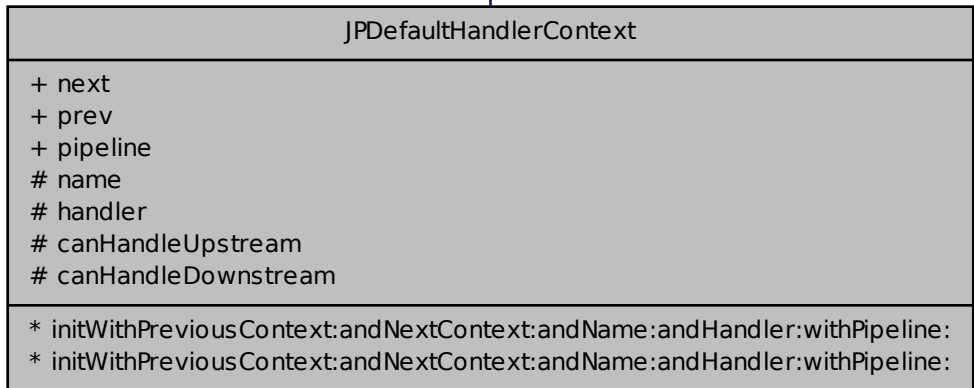 JPDefaultHandlerContext
+ next
+ prev
+ pipeline
# name
# handler
# canHandleUpstream
# canHandleDownstream
* initWithPreviousContext:andNextContext:andName:andHandler:withPipeline:
* initWithPreviousContext:andNextContext:andName:andHandler:withPipeline: